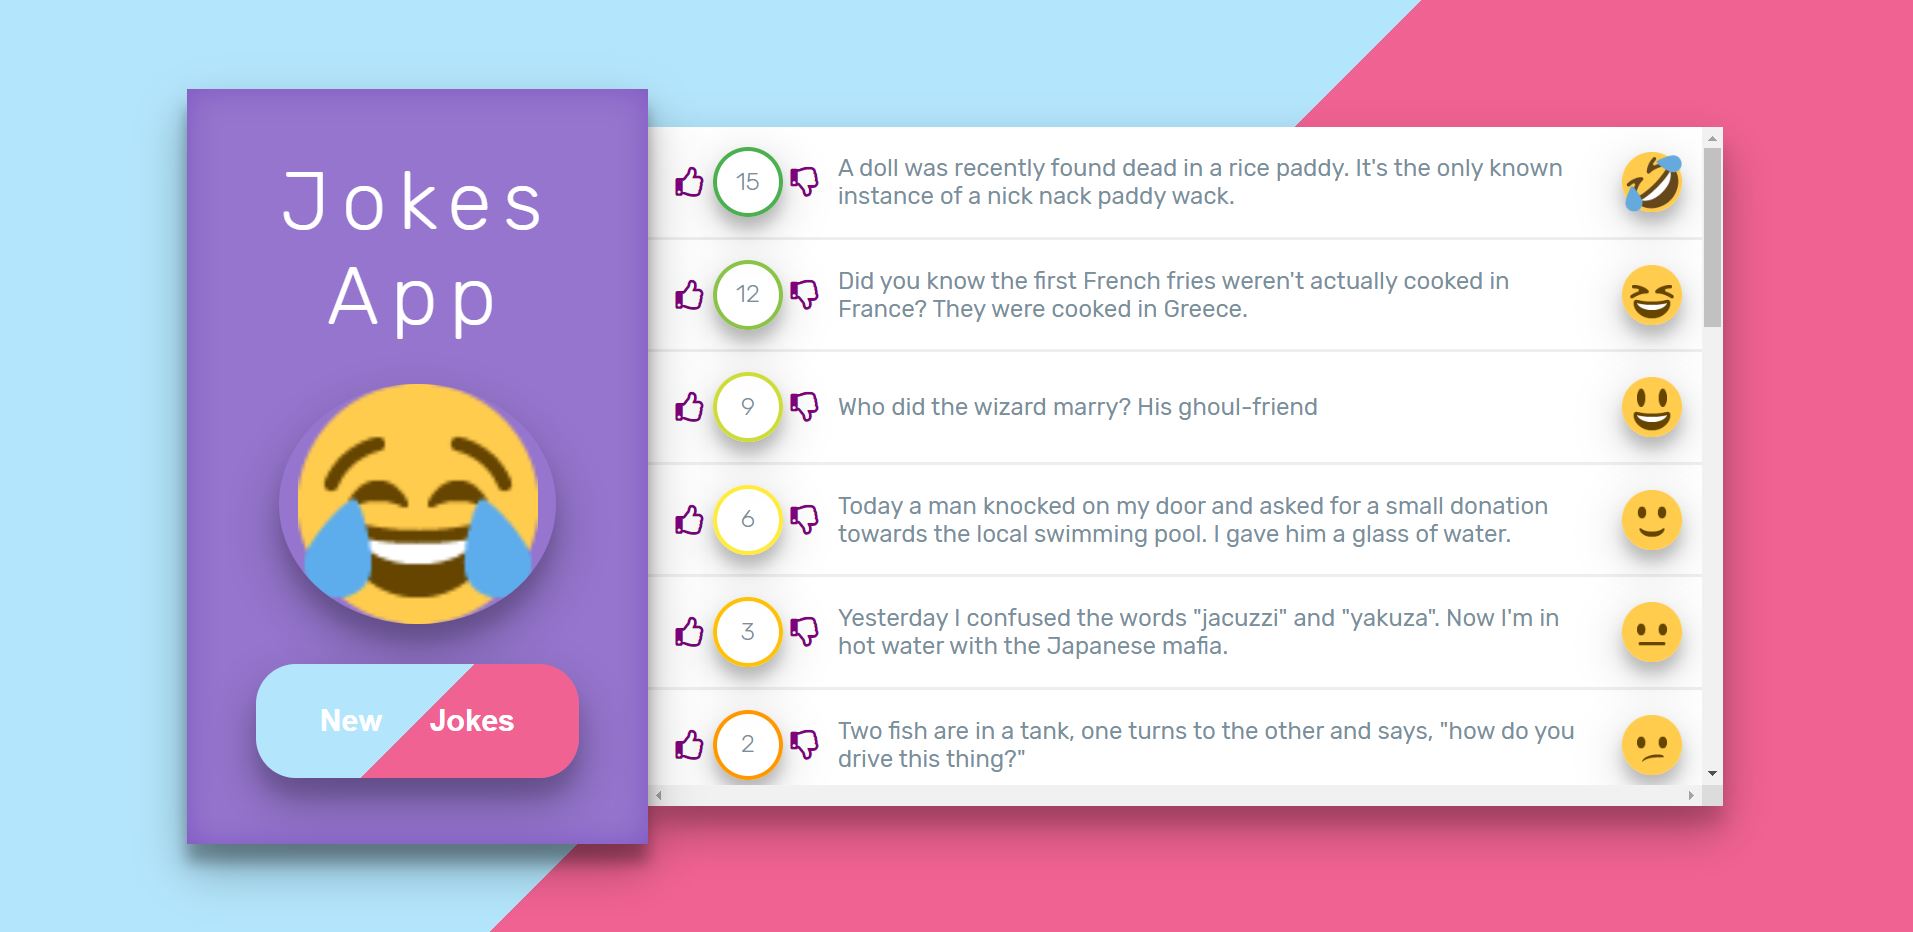 Jokes
App
New Jokes
15
A doll was recently found dead in a rice paddy. It's the only known
instance of a nick nack paddy wack.
12
Did you know the first French fries weren't actually cooked in
France? They were cooked in Greece.
9
Who did the wizard marry? His ghoul-friend
6
Today a man knocked on my door and asked for a small donation
towards the local swimming pool. I gave him a glass of water.
3
Yesterday I confused the words "jacuzzi" and "yakuza". Now I'm in
hot water with the Japanese mafia.
2
Two fish are in a tank, one turns to the other and says, "how do you
drive this thing?"